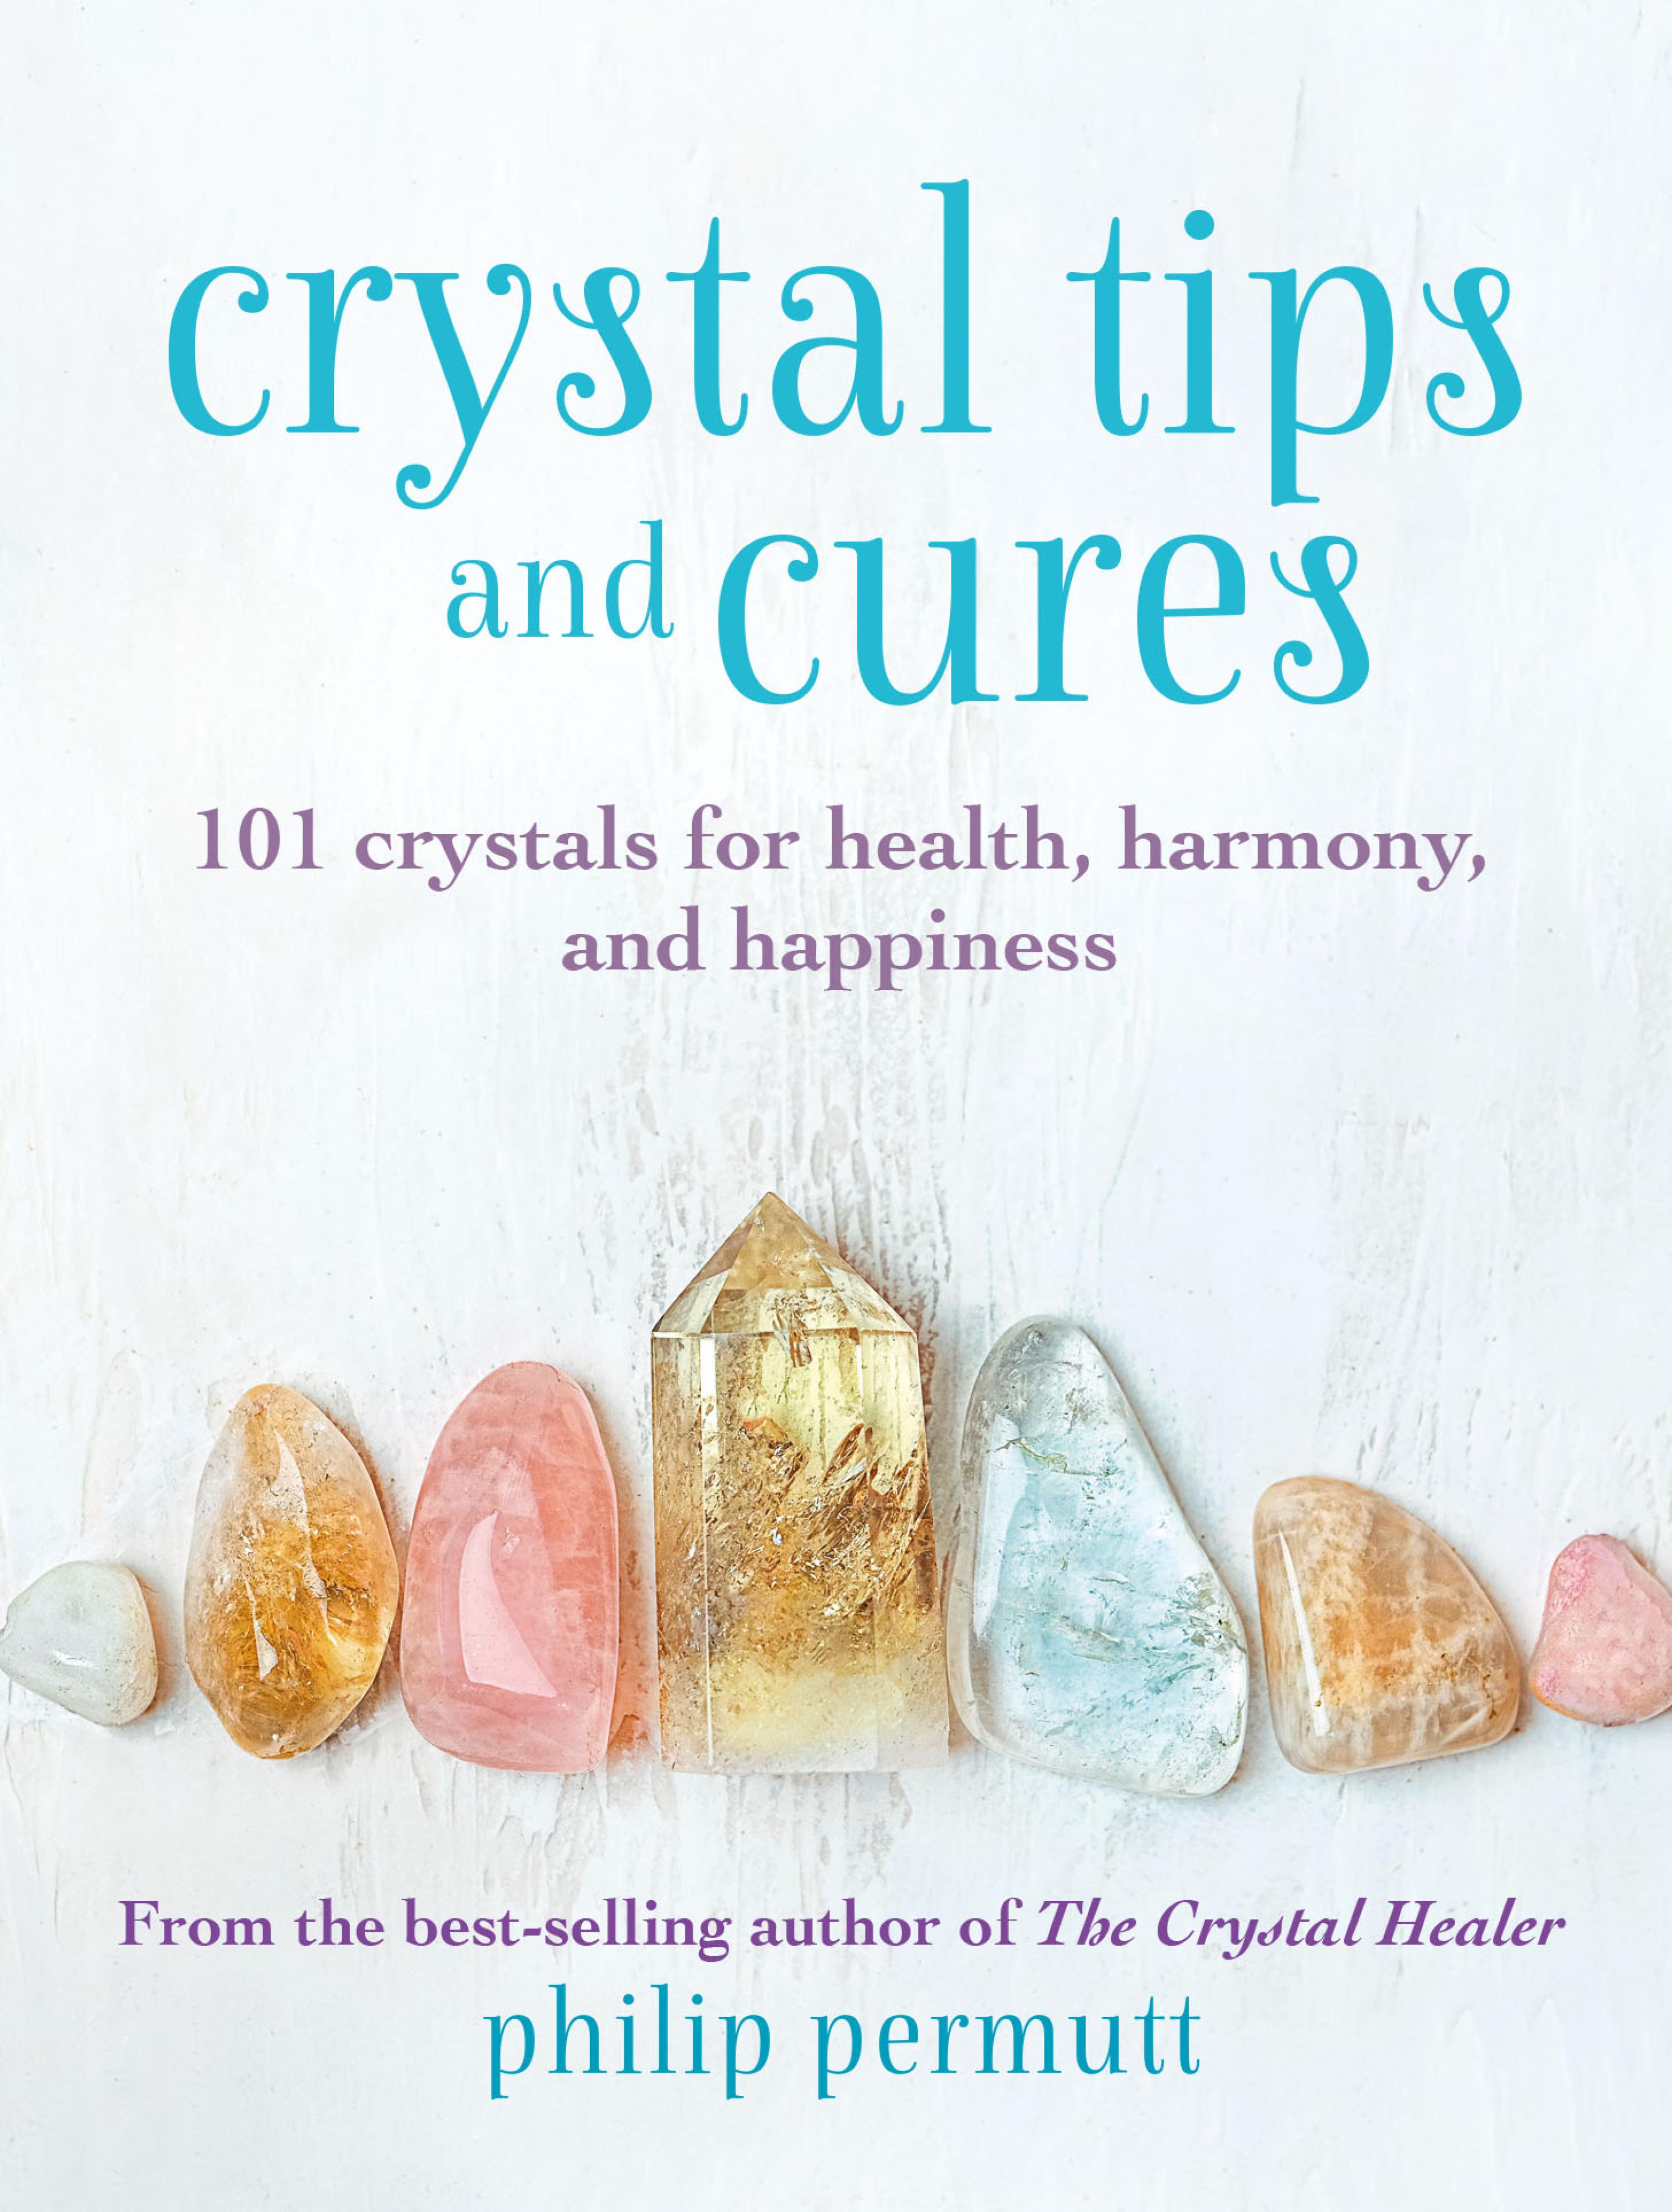 crystal tips
and cures
101 crystals for health, harmony,
and happiness
From the best-selling author of The Crystal Healer
philip permutt